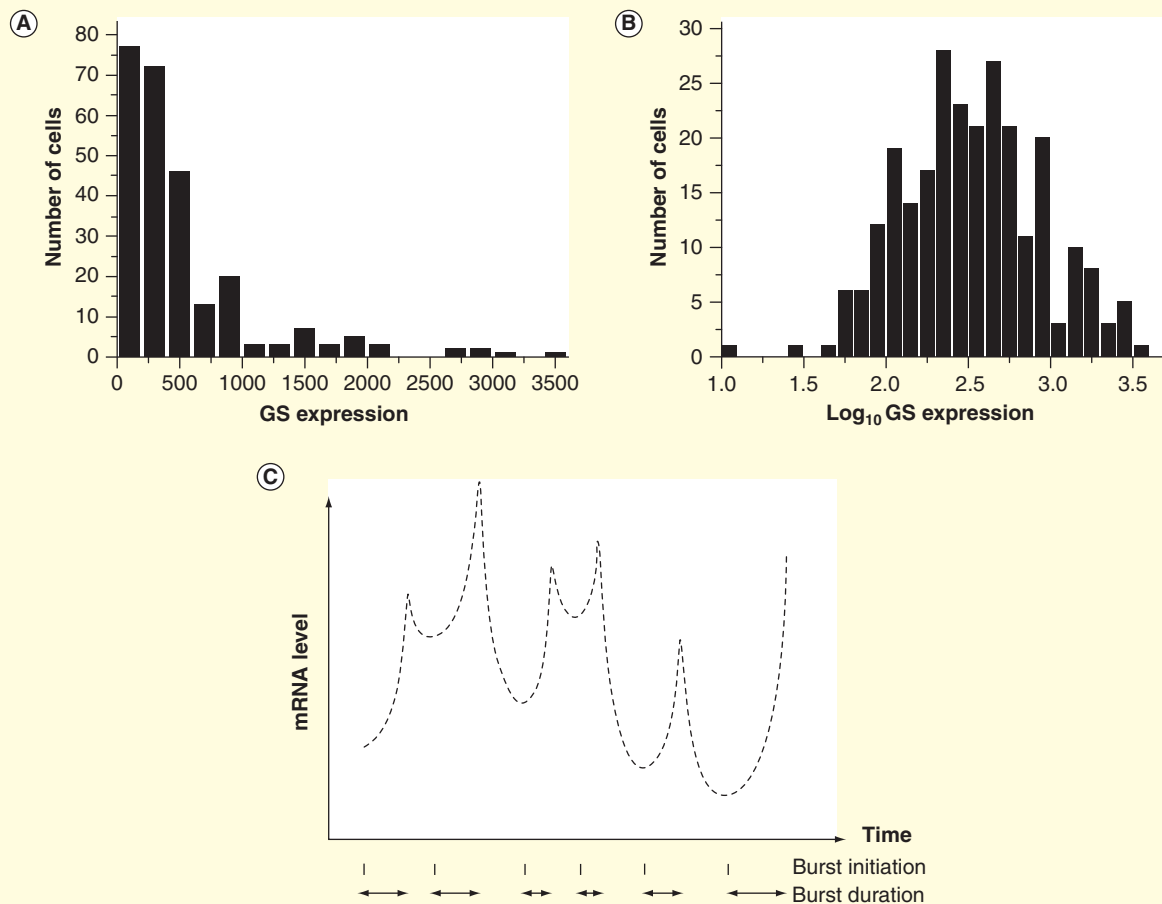 A
80
70
60
50
40
30
20
10
0
Number of cells
0 500 1000 1500 2000 2500 3000 3500
GS expression
B
30
25
20
15
10
5
0
Number of cells
1.0 1.5 2.0 2.5 3.0 3.5
Log10 GS expression
C
mRNA level
Time
Burst initiation
Burst duration